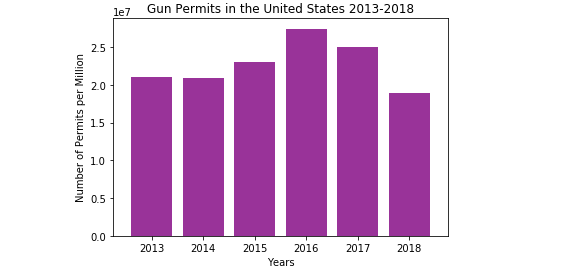 Gun Permits in the United States 2013-2018
1e7
Number of Permits per Million
2.5
2.0
1.5
1.0
0.5
0.0
2013 2014 2015 2016 2017 2018
Years